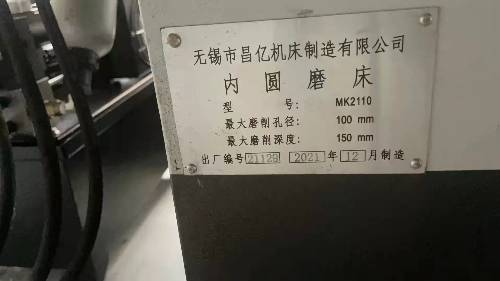 无锡市昌亿机床制造有限公司
内圆磨床
型号: MK2110
最大磨削孔径: 100 mm
最大磨削深度: 150 mm
出厂编号 21129 2021 年 12 月制造